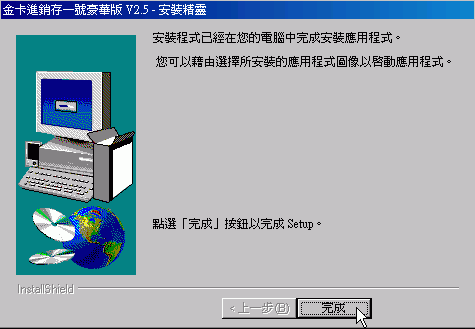 金卡進銷存一號豪華版 V2.5 - 安裝精靈
安裝程式已經在您的電腦中完成安裝應用程式。
您可以藉由選擇所安裝的應用程式圖像以啓動應用程式。
點選「完成」按鈕以完成 Setup。
InstallShield
< 上一步(B)
完成